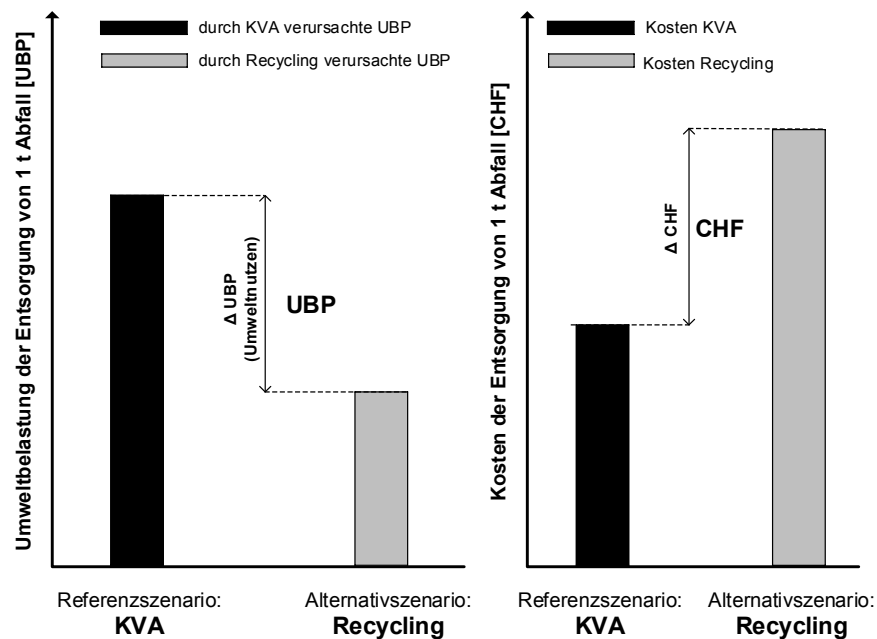 Umweltbelastung der Entsorgung von 1 t Abfall [UBP]
durch KVA verursachte UBP
durch Recycling verursachte UBP
Δ UBP
(Umweltnutzen)
UBP
Referenzszenario:
KVA
Alternativszenario:
Recycling
Kosten der Entsorgung von 1 t Abfall [CHF]
Kosten KVA
Kosten Recycling
Δ CHF
CHF
Referenzszenario:
KVA
Alternativszenario:
Recycling